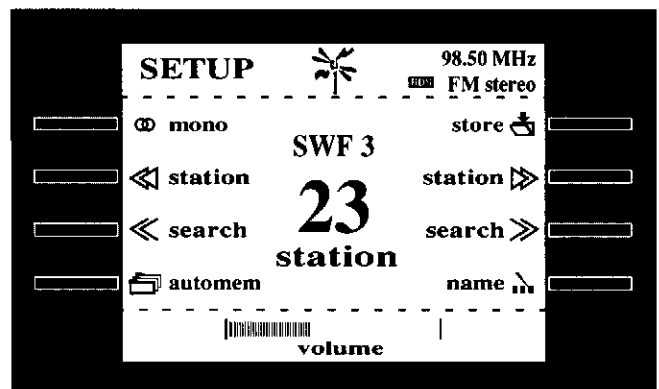 SETUP
98.50 MHz
FM stereo
mono
store
SWF 3
station
station
23
search
search
station
automem
name
volume